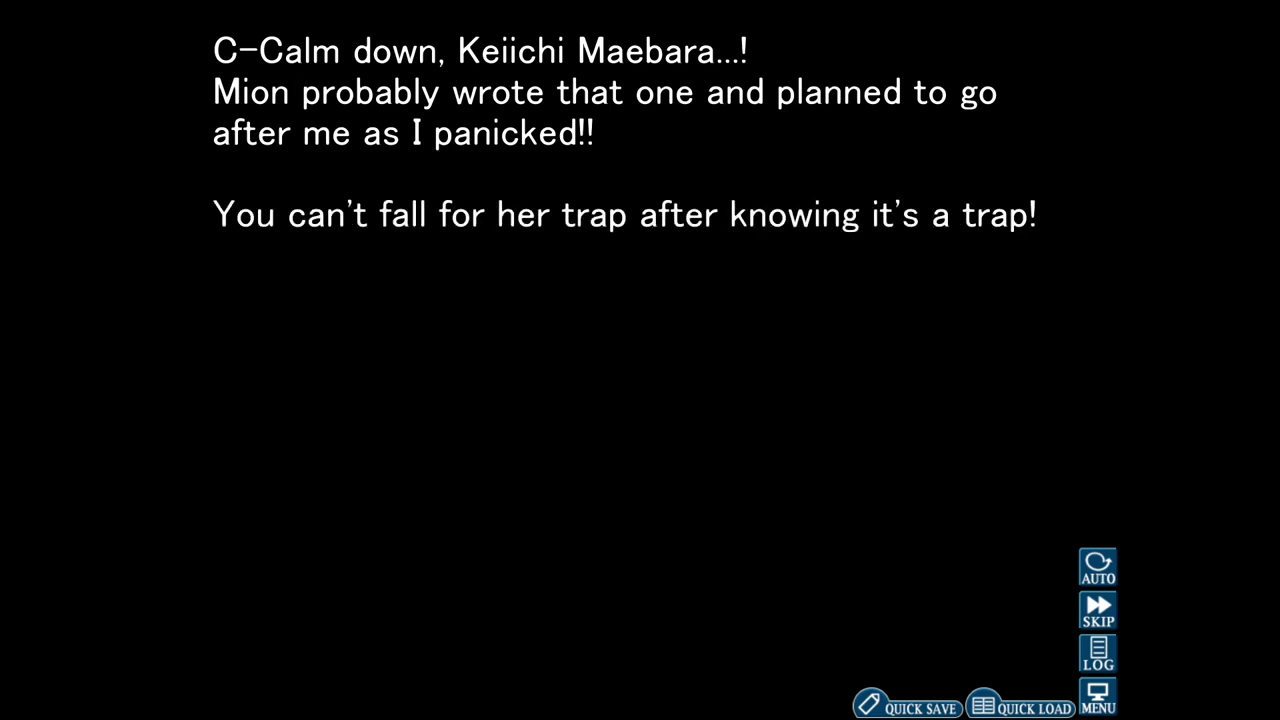 C-Calm down, Keiichi Maebara...!
Mion probably wrote that one and planned to go
after me as I panicked!!
You can't fall for her trap after knowing it's a trap!
AUTO
SKIP
LOG
MENU
QUICK SAVE
QUICK LOAD